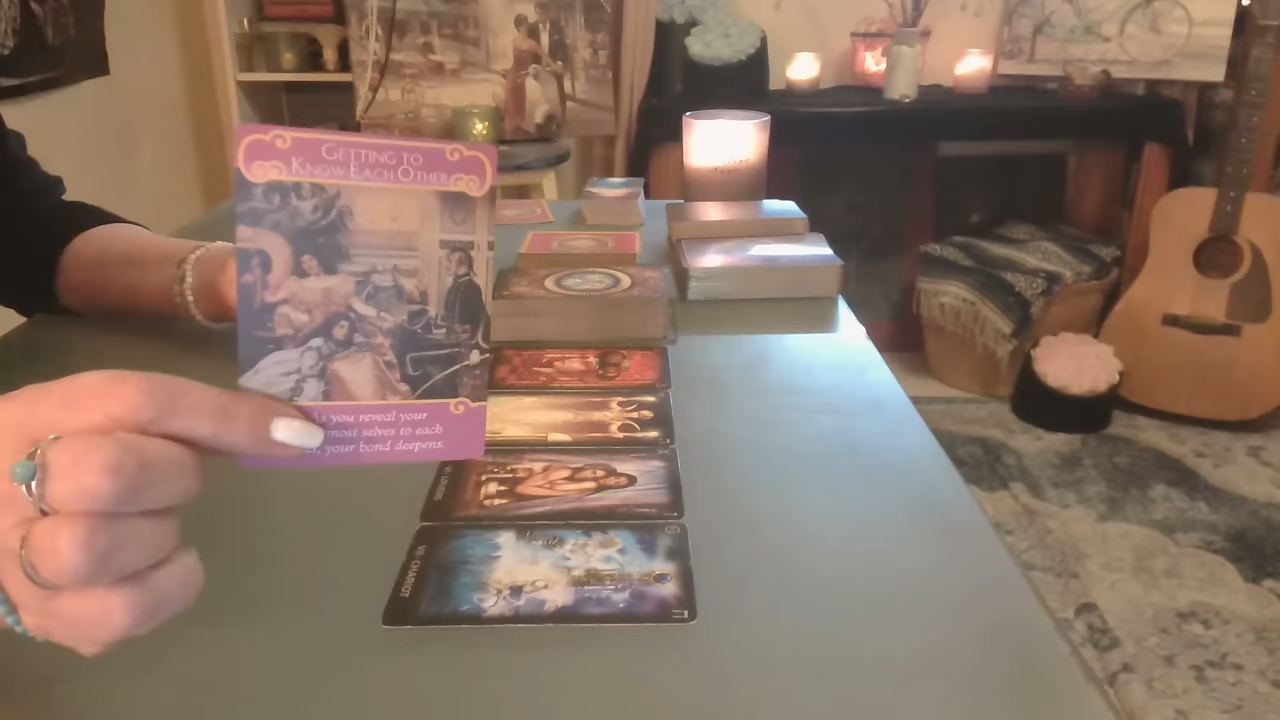 GETTING TO
KNOW EACH OTHER
As you reveal your
most selves to each
your bond deepens.
VI - LOVERS
VII - CHARIOT